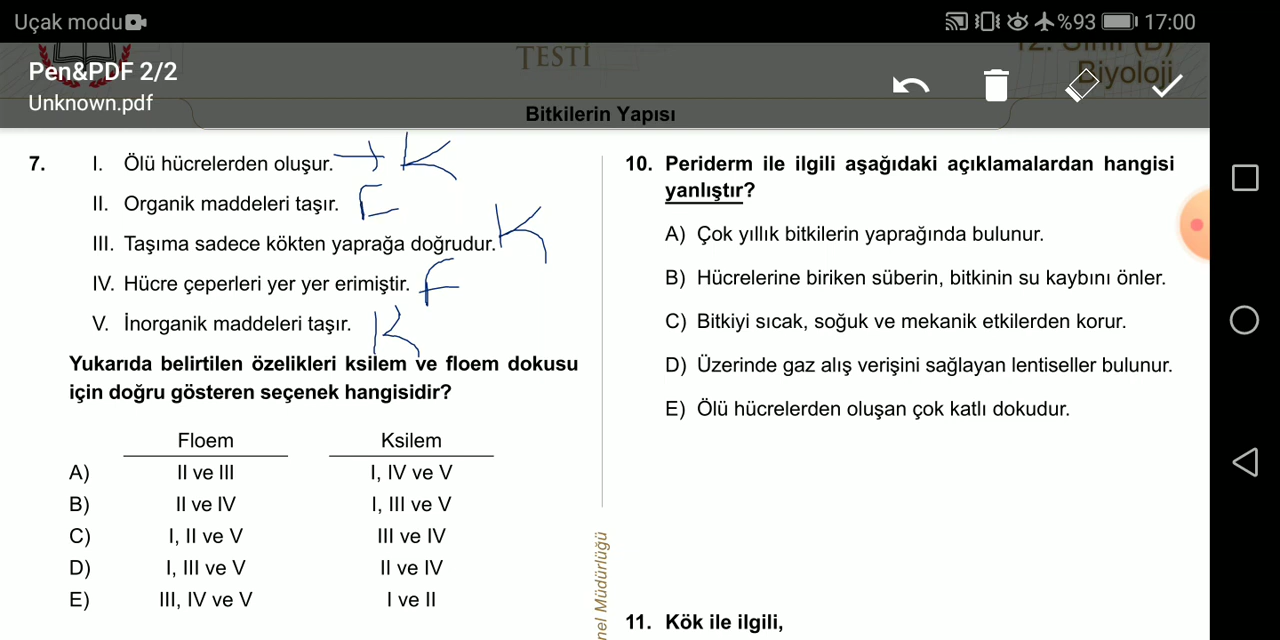 Uçak modu
%93 17:00
TESTİ
12. Sınıf (B)
Pen&PDF 2/2
Biyoloji
Unknown.pdf
Bitkilerin Yapısı
7. I. Ölü hücrelerden oluşur. → K
II. Organik maddeleri taşır. F
III. Taşıma sadece kökten yaprağa doğrudur. K
IV. Hücre çeperleri yer yer erimiştir. F
V. İnorganik maddeleri taşır. K
Yukarıda belirtilen özelikleri ksilem ve floem dokusu
için doğru gösteren seçenek hangisidir?
Floem Ksilem
A) II ve III I, IV ve V
B) II ve IV I, III ve V
C) I, II ve V III ve IV
D) I, III ve V II ve IV
E) III, IV ve V I ve II
nel Müdürlüğü
10. Periderm ile ilgili aşağıdaki açıklamalardan hangisi
yanlıştır?
A) Çok yıllık bitkilerin yaprağında bulunur.
B) Hücrelerine biriken süberin, bitkinin su kaybını önler.
C) Bitkiyi sıcak, soğuk ve mekanik etkilerden korur.
D) Üzerinde gaz alış verişini sağlayan lentiseller bulunur.
E) Ölü hücrelerden oluşan çok katlı dokudur.
11. Kök ile ilgili,